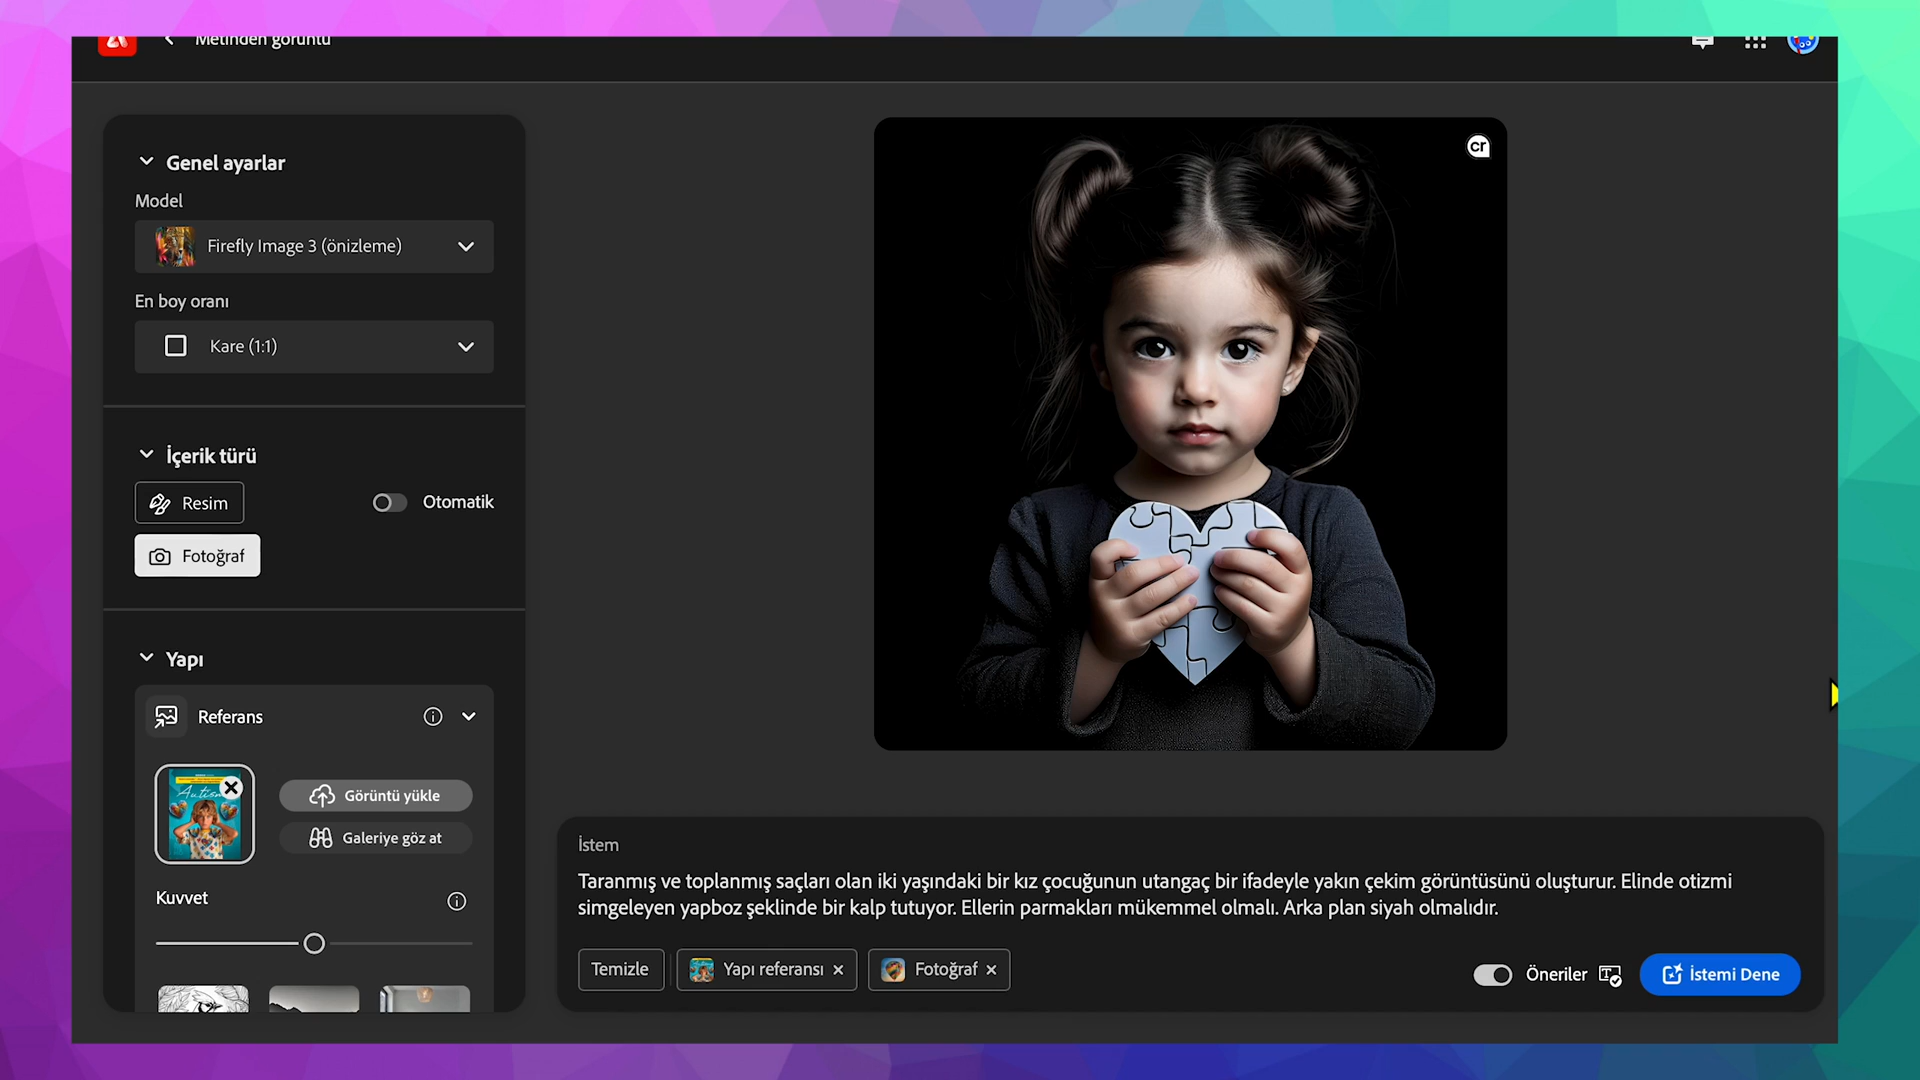 Metinden görüntü
Genel ayarlar
Model
Firefly Image 3 (önizleme)
En boy oranı
Kare (1:1)
İçerik türü
Resim
Otomatik
Fotoğraf
Yapı
Referans
Autism
Görüntü yükle
Galeriye göz at
Kuvvet
cr
İstem
Taranmış ve toplanmış saçları olan iki yaşındaki bir kız çocuğunun utangaç bir ifadeyle yakın çekim görüntüsünü oluşturur. Elinde otizmi
simgeleyen yapboz şeklinde bir kalp tutuyor. Ellerin parmakları mükemmel olmalı. Arka plan siyah olmalıdır.
Temizle
Yapı referansı
Fotoğraf
Öneriler
İstemi Dene